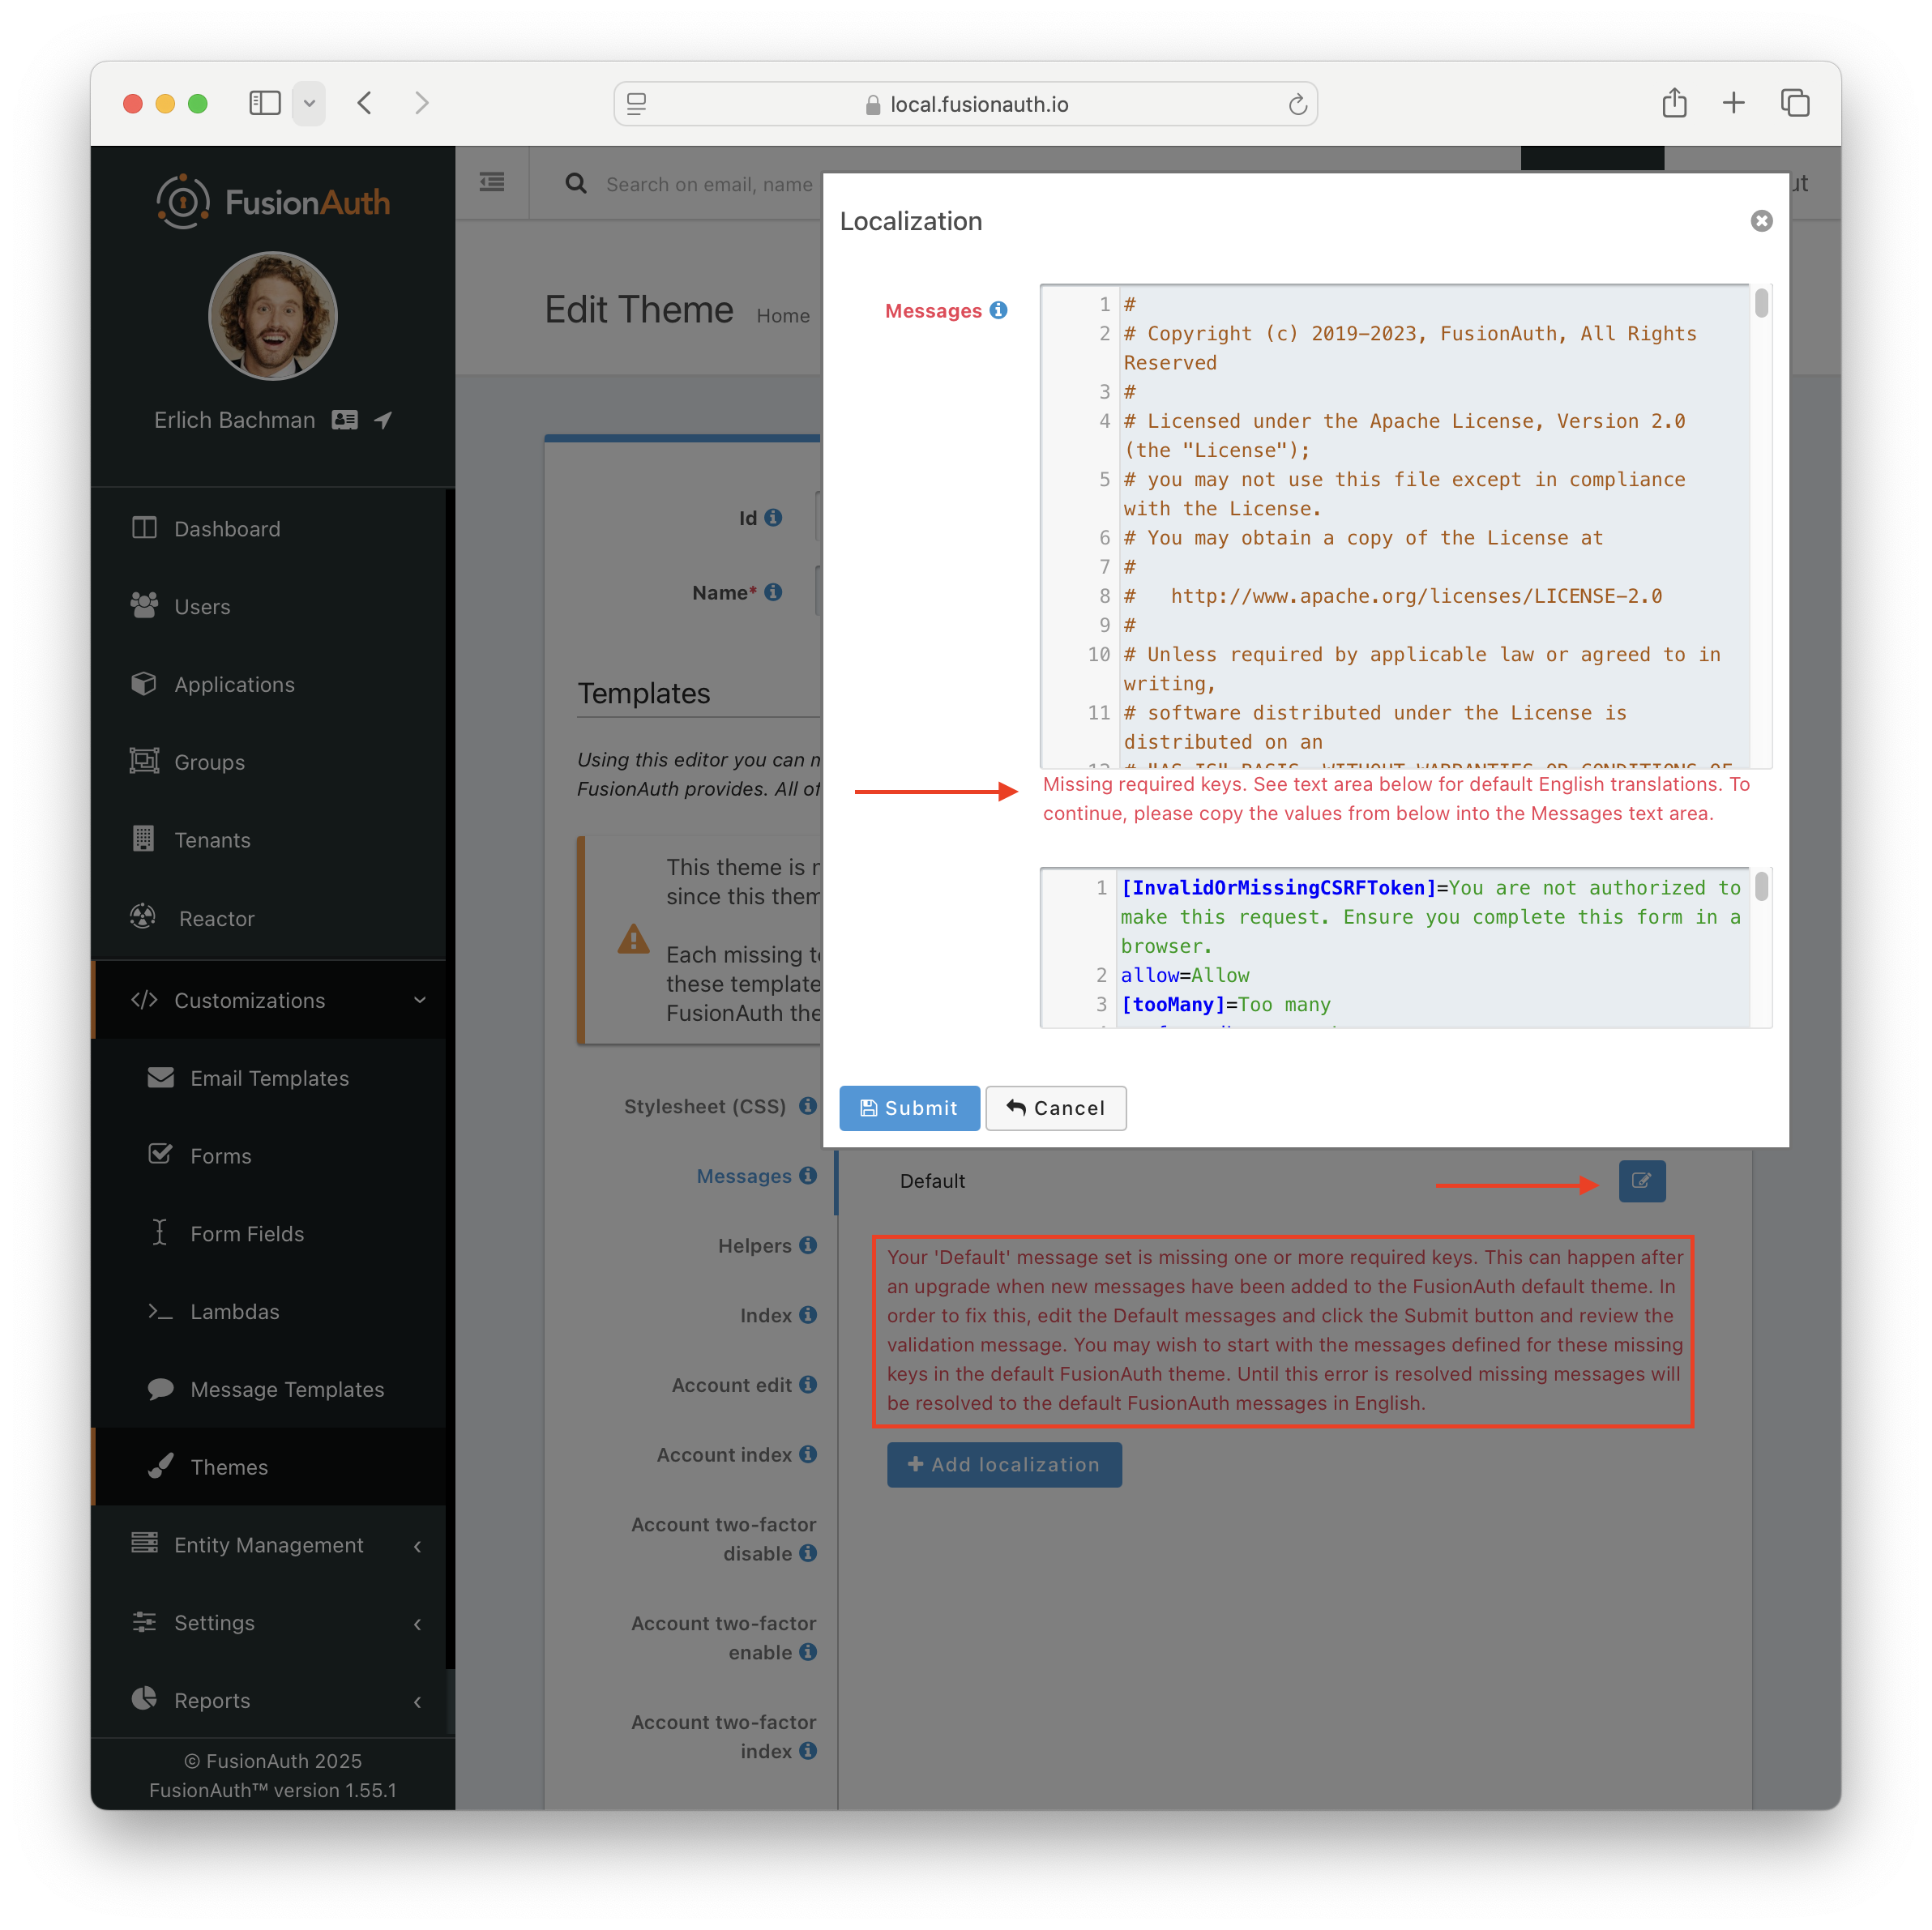 local.fusionauth.io
FusionAuth
Erlich Bachman
Dashboard
Users
Applications
Groups
Tenants
Reactor
Customizations
Email Templates
Forms
Form Fields
Lambdas
Message Templates
Themes
Entity Management
Settings
Reports
© FusionAuth 2025
FusionAuth™ version 1.55.1
Search on email, name
Edit Theme Home
Id
Name*
Templates
Using this editor you can
FusionAuth provides. All of
This theme is
since this them
Each missing
these template
FusionAuth the
Stylesheet (CSS)
Messages
Helpers
Index
Account edit
Account index
Account two-factor
disable
Account two-factor
enable
Account two-factor
index
Localization
Messages
1 #
2 # Copyright (c) 2019-2023, FusionAuth, All Rights
Reserved
3 #
4 # Licensed under the Apache License, Version 2.0
(the "License");
5 # you may not use this file except in compliance
with the License.
6 # You may obtain a copy of the License at
7 #
8 #   http://www.apache.org/licenses/LICENSE-2.0
9 #
10 # Unless required by applicable law or agreed to in
writing,
11 # software distributed under the License is
distributed on an
12 # "AS IS" BASIS, WITHOUT WARRANTIES OR CONDITIONS OF
Missing required keys. See text area below for default English translations. To
continue, please copy the values from below into the Messages text area.
1 [InvalidOrMissingCSRFToken]=You are not authorized to
make this request. Ensure you complete this form in a
browser.
2 allow=Allow
3 [tooMany]=Too many
Submit Cancel
Default
Your 'Default' message set is missing one or more required keys. This can happen after
an upgrade when new messages have been added to the FusionAuth default theme. In
order to fix this, edit the Default messages and click the Submit button and review the
validation message. You may wish to start with the messages defined for these missing
keys in the default FusionAuth theme. Until this error is resolved missing messages will
be resolved to the default FusionAuth messages in English.
Add localization